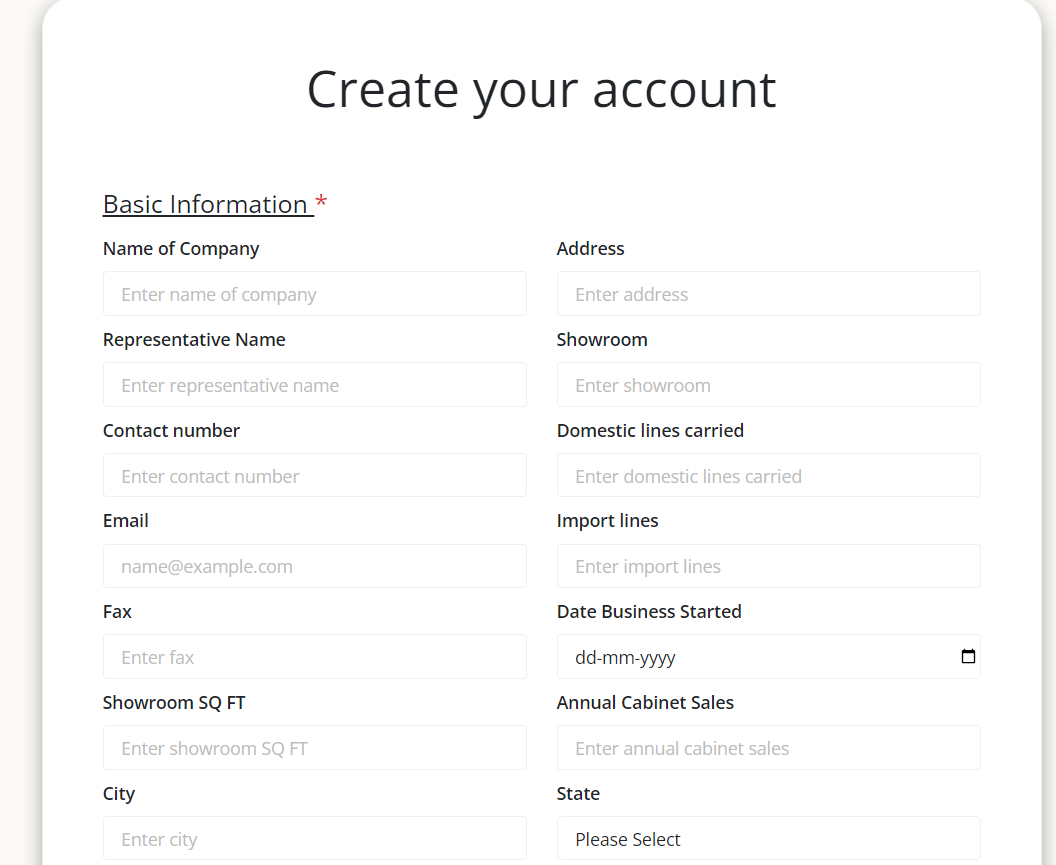 Create your account
Basic Information *
Name of Company
Address
Enter name of company
Enter address
Representative Name
Showroom
Enter representative name
Enter showroom
Contact number
Domestic lines carried
Enter contact number
Enter domestic lines carried
Email
Import lines
name@example.com
Enter import lines
Fax
Date Business Started
Enter fax
dd-mm-yyyy
Showroom SQ FT
Annual Cabinet Sales
Enter showroom SQ FT
Enter annual cabinet sales
City
State
Enter city
Please Select